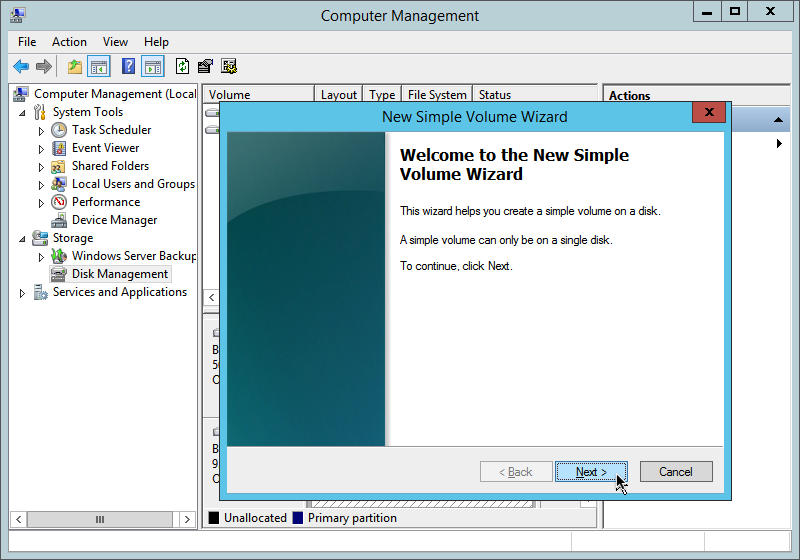 Computer Management
File Action View Help
Computer Management (Local
System Tools
Task Scheduler
Event Viewer
Shared Folders
Local Users and Groups
Performance
Device Manager
Storage
Windows Server Backup
Disk Management
Services and Applications
Volume Layout Type File System Status
Actions
New Simple Volume Wizard
Welcome to the New Simple
Volume Wizard
This wizard helps you create a simple volume on a disk.
A simple volume can only be on a single disk.
To continue, click Next.
< Back Next > Cancel
Unallocated Primary partition